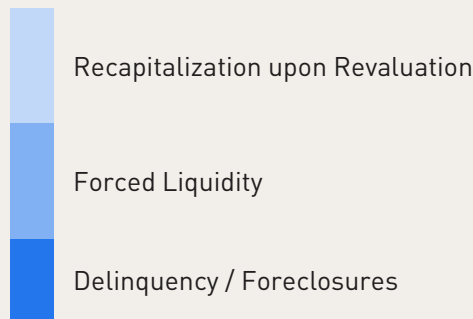 Recapitalization upon Revaluation
Forced Liquidity
Delinquency / Foreclosures